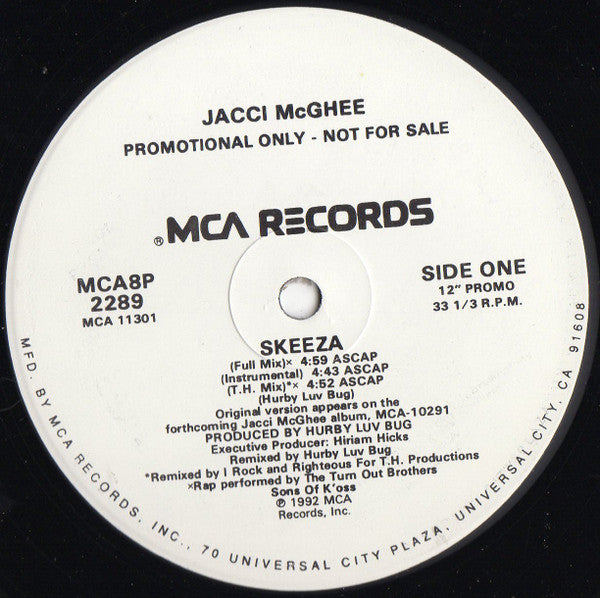 JACCI McGHEE
PROMOTIONAL ONLY - NOT FOR SALE
® MCA RECORDS
MCA8P
2289
MCA 11301
SIDE ONE
12" PROMO
33 1/3 R.P.M.
SKEEZA
(Full Mix)× 4:59 ASCAP
(Instrumental) 4:43 ASCAP
(T.H. Mix)*× 4:52 ASCAP
(Hurby Luv Bug)
Original version appears on the
forthcoming Jacci McGhee album, MCA-10291
PRODUCED BY HURBY LUV BUG
Executive Producer: Hiriam Hicks
Remixed by Hurby Luv Bug
*Remixed by I Rock and Righteous For T.H. Productions
×Rap performed by The Turn Out Brothers
Sons Of K'oss
℗ 1992 MCA
Records, Inc.
MFD. BY MCA RECORDS, INC., 70 UNIVERSAL CITY PLAZA, UNIVERSAL CITY, CA 91608